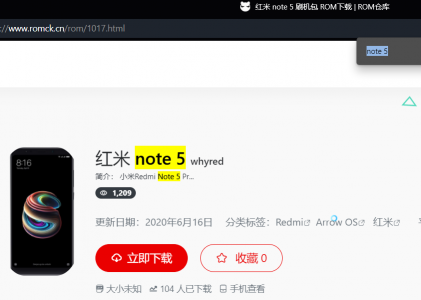 红米 note 5 刷机包 ROM下载 | ROM仓库
://www.romck.cn/rom/1017.html
note 5
8:16
红米 note 5 whyred
简介: 小米Redmi Note 5 Pr...
1,209
更新日期: 2020年6月16日 分类标签: Redmi Arrow OS 红米
立即下载 收藏 0
大小未知 104 人已下载 手机查看